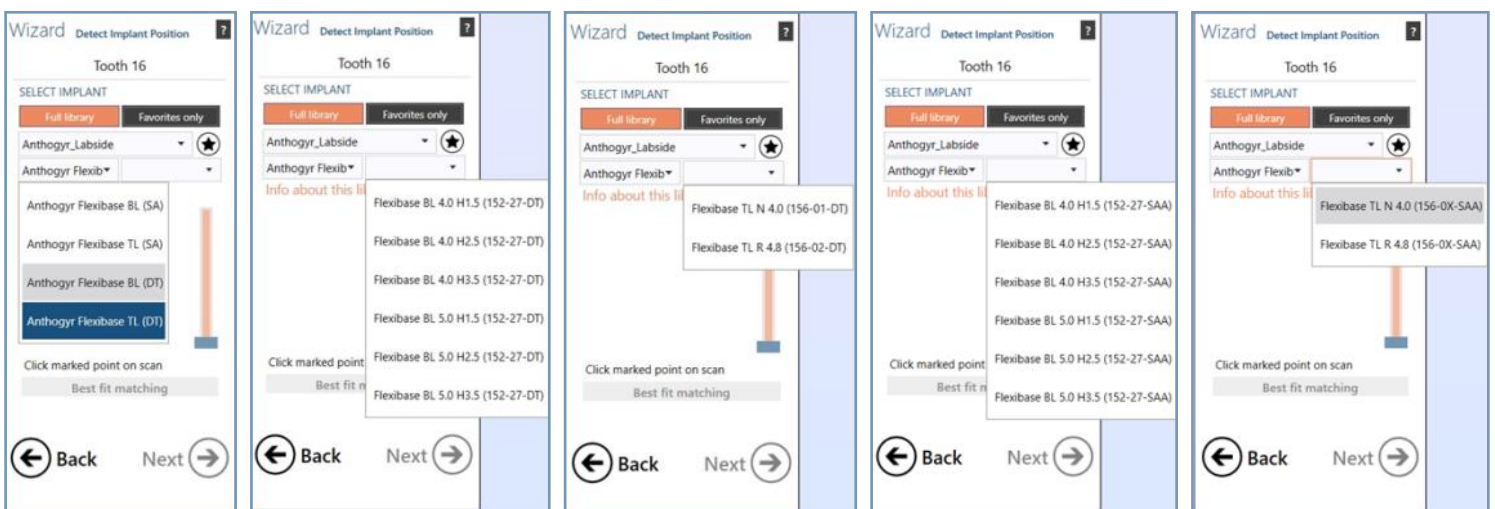 Wizard Detect Implant Position ?
Tooth 16
SELECT IMPLANT
Full library Favorites only
Anthogyr_Labside
Anthogyr Flexib
Anthogyr Flexibase BL (SA)
Anthogyr Flexibase TL (SA)
Anthogyr Flexibase BL (DT)
Anthogyr Flexibase TL (DT)
Click marked point on scan
Best fit matching
Back Next
Wizard Detect Implant Position ?
Tooth 16
SELECT IMPLANT
Full library Favorites only
Anthogyr_Labside
Anthogyr Flexib
Info about this lil
Flexibase BL 4.0 H1.5 (152-27-DT)
Flexibase BL 4.0 H2.5 (152-27-DT)
Flexibase BL 4.0 H3.5 (152-27-DT)
Flexibase BL 5.0 H1.5 (152-27-DT)
Flexibase BL 5.0 H2.5 (152-27-DT)
Flexibase BL 5.0 H3.5 (152-27-DT)
Click marked point
Best fit n
Back Next
Wizard Detect Implant Position ?
Tooth 16
SELECT IMPLANT
Full library Favorites only
Anthogyr_Labside
Anthogyr Flexib
Info about this lil
Flexibase TL N 4.0 (156-01-DT)
Flexibase TL R 4.8 (156-02-DT)
Click marked point on scan
Best fit matching
Back Next
Wizard Detect Implant Position ?
Tooth 16
SELECT IMPLANT
Full library Favorites only
Anthogyr_Labside
Anthogyr Flexib
Info about this lil
Flexibase BL 4.0 H1.5 (152-27-SAA)
Flexibase BL 4.0 H2.5 (152-27-SAA)
Flexibase BL 4.0 H3.5 (152-27-SAA)
Flexibase BL 5.0 H1.5 (152-27-SAA)
Flexibase BL 5.0 H2.5 (152-27-SAA)
Flexibase BL 5.0 H3.5 (152-27-SAA)
Click marked point
Best fit n
Back Next
Wizard Detect Implant Position ?
Tooth 16
SELECT IMPLANT
Full library Favorites only
Anthogyr_Labside
Anthogyr Flexib
Info about this lil
Flexibase TL N 4.0 (156-0X-SAA)
Flexibase TL R 4.8 (156-0X-SAA)
Click marked point on scan
Best fit matching
Back Next